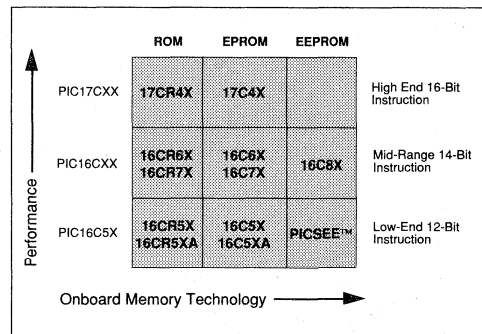 ROM EPROM EEPROM
PIC17CXX 17CR4X 17C4X High End 16-Bit
Instruction
PIC16CXX 16CR6X 16C6X 16C8X Mid-Range 14-Bit
16CR7X 16C7X Instruction
PIC16C5X 16CR5X 16C5X PICSEE™ Low-End 12-Bit
16CR5XA 16C5XA Instruction
Performance
Onboard Memory Technology